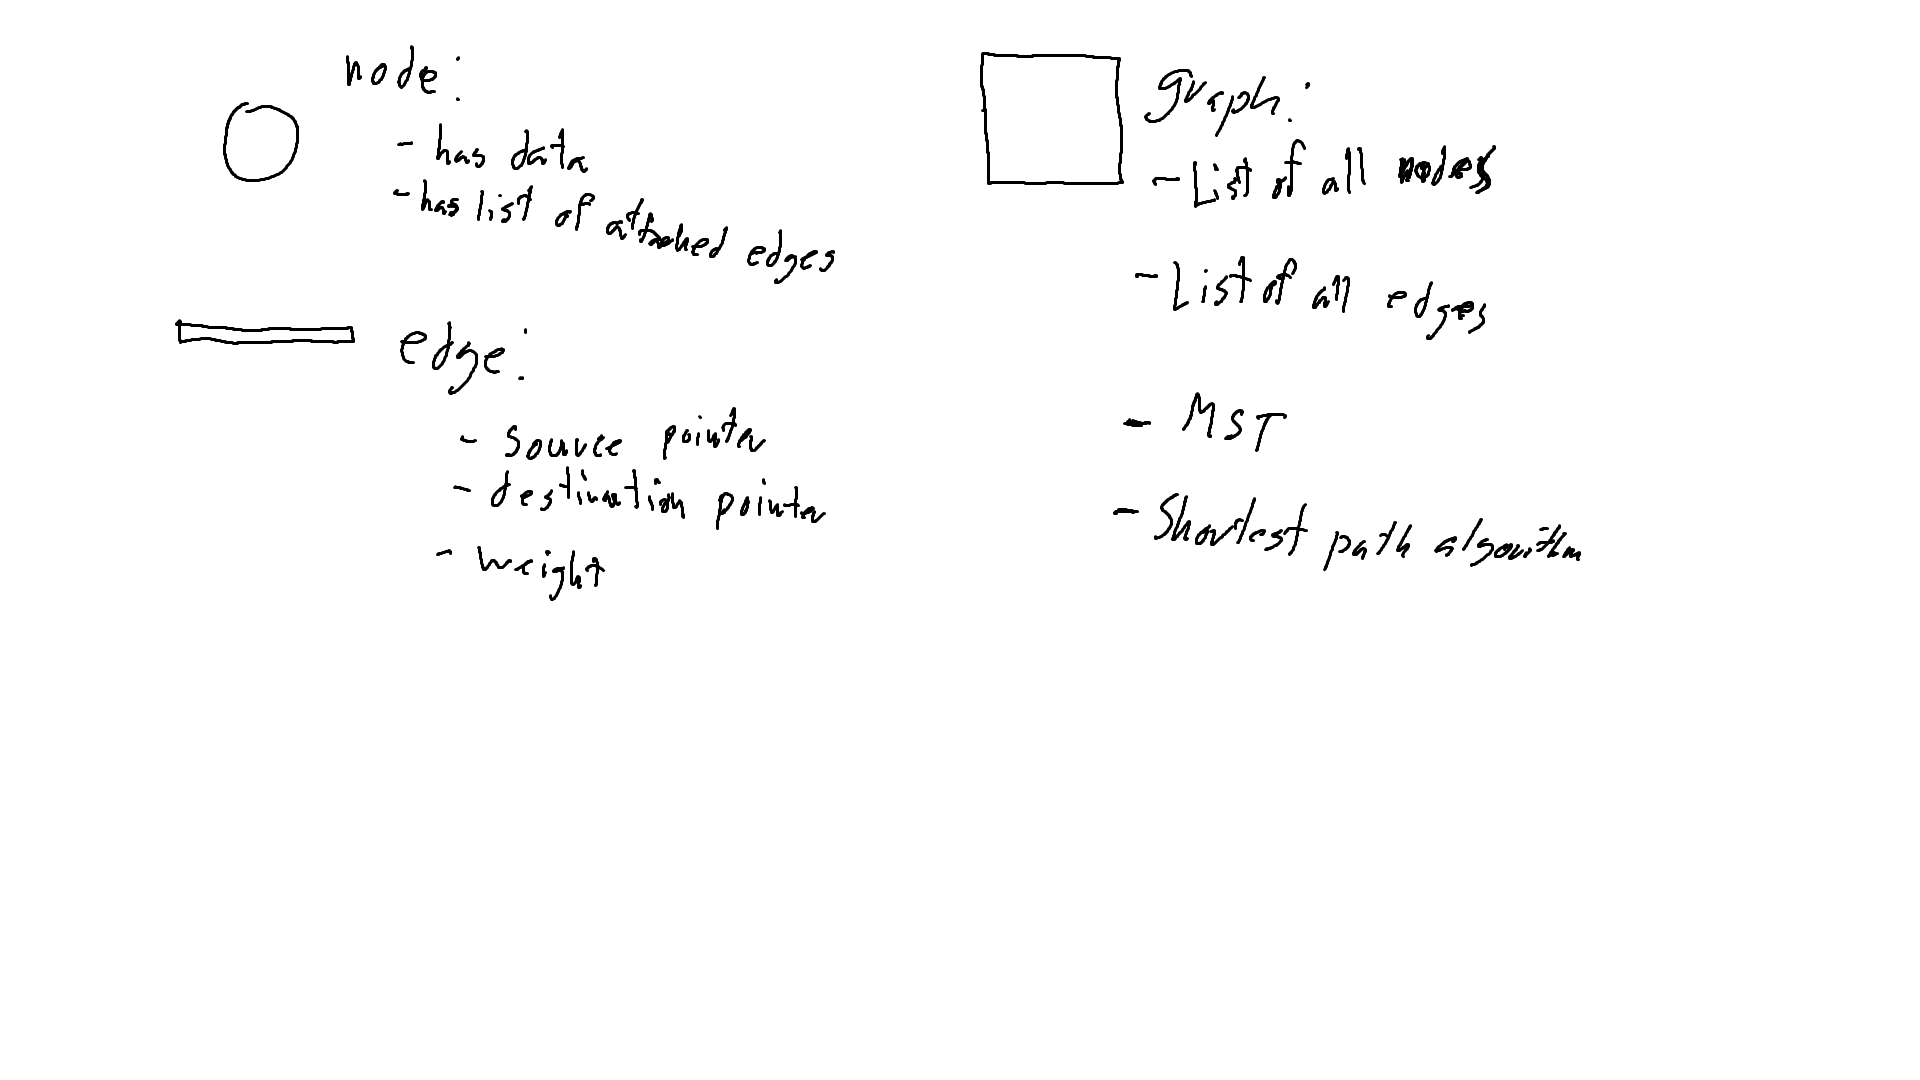 node:
- has data
- has list of attached edges
edge:
- source pointer
- destination pointer
- weight
graph:
- List of all nodes
- List of all edges
- MST
- Shortest path algorithm